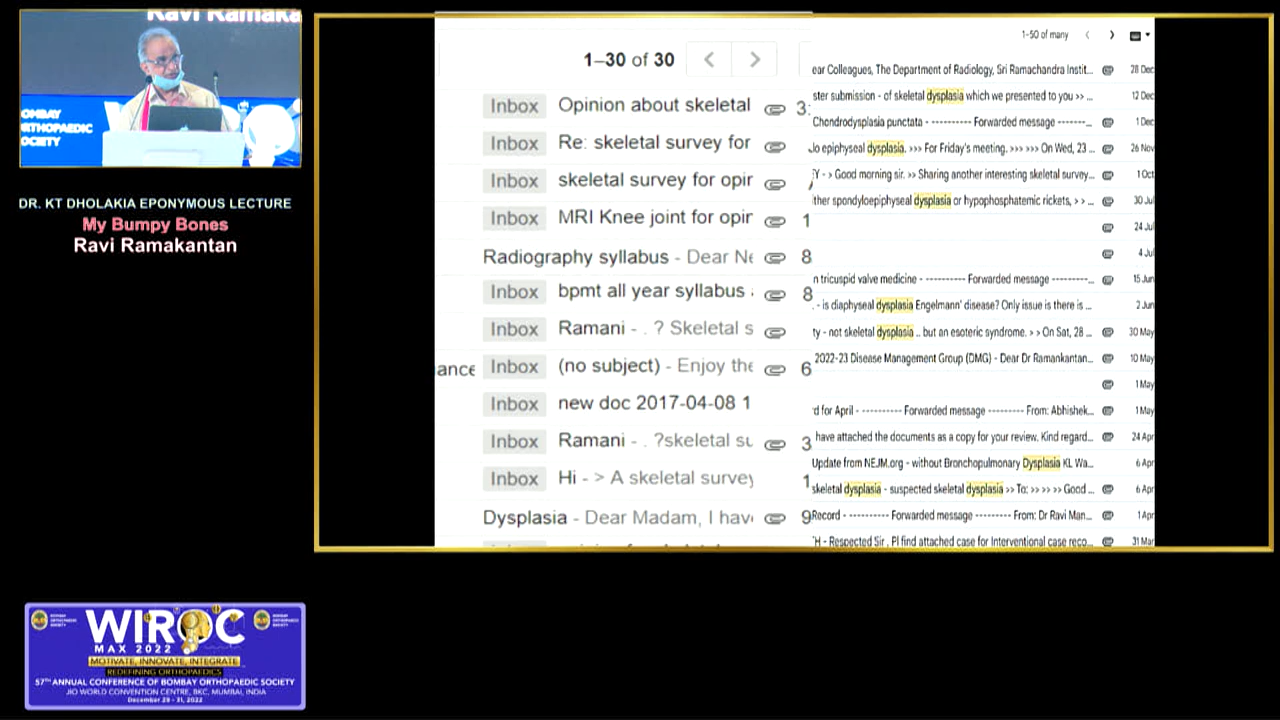 Ravi Ramaka
OMBAY
RTHOPAEDIC
SOCIETY
DR. KT DHOLAKIA EPONYMOUS LECTURE
My Bumpy Bones
Ravi Ramakantan
1–30 of 30
Inbox Opinion about skeletal 3
Inbox Re: skeletal survey for
Inbox skeletal survey for opir
Inbox MRI Knee joint for opir 1
Radiography syllabus - Dear Ne 8
Inbox bpmt all year syllabus 8
Inbox Ramani - . ? Skeletal s
ance Inbox (no subject) - Enjoy the 6
Inbox new doc 2017-04-08 1
Inbox Ramani - . ?skeletal su 3
Inbox Hi - > A skeletal survey 1
Dysplasia - Dear Madam, I have 9
1-50 of many
ear Colleagues, The Department of Radiology, Sri Ramachandra Instit... 28 Dec
ster submission - of skeletal dysplasia which we presented to you >> ... 12 Dec
Chondrodysplasia punctata - ---------- Forwarded message -------... 1 Dec
Jo epiphyseal dysplasia. >>> For Friday's meeting. >>> >>> On Wed, 23 ... 26 Nov
Y - > Good morning sir. >> Sharing another interesting skeletal survey... 1 Oct
ther spondyloepiphyseal dysplasia or hypophosphatemic rickets, > > ... 30 Jul
24 Jul
4 Jul
n tricuspid valve medicine - ---------- Forwarded message ---------... 15 Jun
. - is diaphyseal dysplasia Engelmann' disease? Only issue is there is ... 2 Jun
ty - not skeletal dysplasia .. but an esoteric syndrome. > > On Sat, 28 ... 30 May
2022-23 Disease Management Group (DMG) - Dear Dr Ramankantan... 10 May
1 May
d for April - ---------- Forwarded message --------- From: Abhishek... 1 May
have attached the documents as a copy for your review. Kind regard... 24 Apr
Update from NEJM.org - without Bronchopulmonary Dysplasia KL Wa... 6 Apr
skeletal dysplasia - suspected skeletal dysplasia >> To: >> >> >> Good ... 6 Apr
Record - ---------- Forwarded message --------- From: Dr Ravi Man... 1 Apr
H - Respected Sir , Pl find attached case for Interventional case reco... 31 Mar
WIROC
MAX 2022
MOTIVATE, INNOVATE, INTEGRATE
REDEFINING ORTHOPAEDICS
57TH ANNUAL CONFERENCE OF BOMBAY ORTHOPAEDIC SOCIETY
JIO WORLD CONVENTION CENTRE, BKC, MUMBAI, INDIA
December 29 - 31, 2022